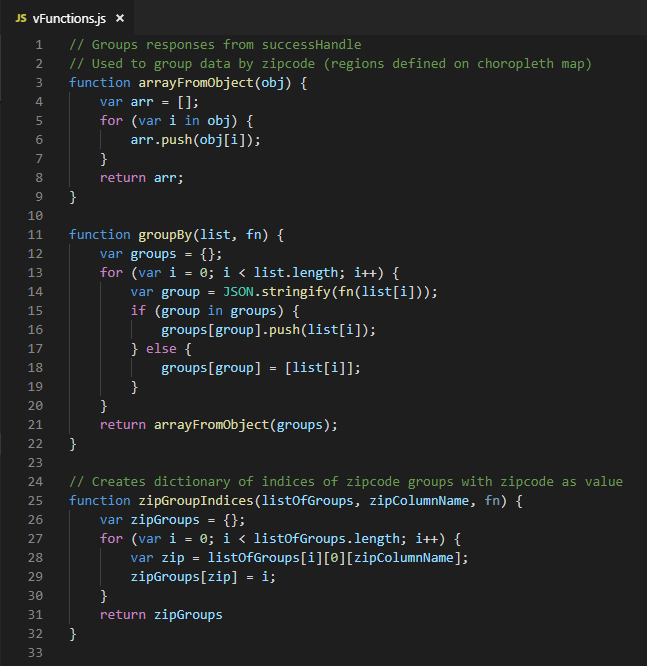 JS vFunctions.js ×
1 // Groups responses from successHandle
2 // Used to group data by zipcode (regions defined on choropleth map)
3 function arrayFromObject(obj) {
4     var arr = [];
5     for (var i in obj) {
6         arr.push(obj[i]);
7     }
8     return arr;
9 }
10
11 function groupBy(list, fn) {
12     var groups = {};
13     for (var i = 0; i < list.length; i++) {
14         var group = JSON.stringify(fn(list[i]));
15         if (group in groups) {
16             groups[group].push(list[i]);
17         } else {
18             groups[group] = [list[i]];
19         }
20     }
21     return arrayFromObject(groups);
22 }
23
24 // Creates dictionary of indices of zipcode groups with zipcode as value
25 function zipGroupIndices(listOfGroups, zipColumnName, fn) {
26     var zipGroups = {};
27     for (var i = 0; i < listOfGroups.length; i++) {
28         var zip = listOfGroups[i][0][zipColumnName];
29         zipGroups[zip] = i;
30     }
31     return zipGroups
32 }
33